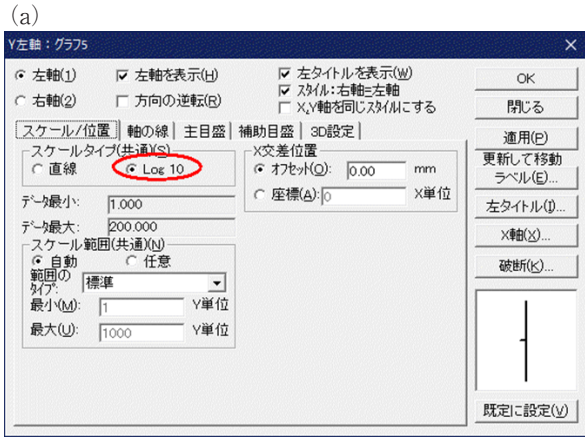 (a)
Y左軸：グラフ5
左軸(1)
左軸を表示(H)
左タイトルを表示(W)
スタイル:右軸=左軸
右軸(2)
方向の逆転(R)
X,Y軸を同じスタイルにする
OK
閉じる
適用(P)
更新して移動
ラベル(E)...
左タイトル(I)...
X軸(X)...
破断(K)...
既定に設定(V)
スケール/位置
軸の線
主目盛
補助目盛
3D設定
スケールタイプ(共通)(S)
直線
Log 10
データ最小:
1.000
データ最大:
200.000
スケール範囲(共通)(N)
自動
任意
範囲の
タイプ:
標準
最小(M):
1
Y単位
最大(U):
1000
Y単位
X交差位置
オフセット(O):
0.00
mm
座標(A):
0
X単位